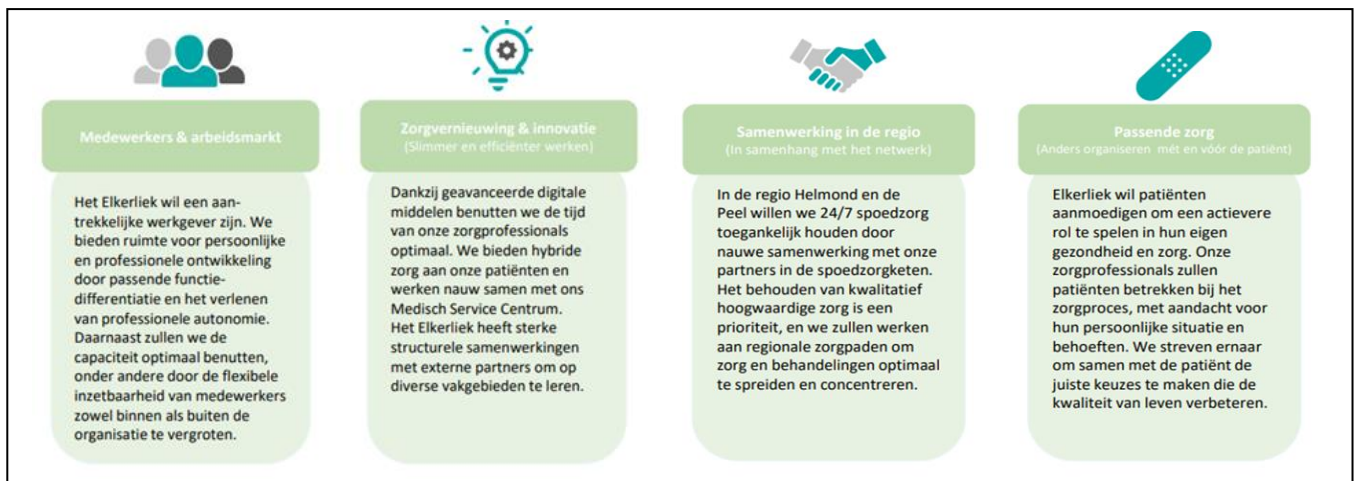 Medewerkers & arbeidsmarkt
Het Elkerliek wil een aan-
trekkelijke werkgever zijn. We
bieden ruimte voor persoonlijke
en professionele ontwikkeling
door passende functie-
differentiatie en het verlenen
van professionele autonomie.
Daarnaast zullen we de
capaciteit optimaal benutten,
onder andere door de flexibele
inzetbaarheid van medewerkers
zowel binnen als buiten de
organisatie te vergroten.
Zorgvernieuwing & innovatie
(Slimmer en efficiënter werken)
Dankzij geavanceerde digitale
middelen benutten we de tijd
van onze zorgprofessionals
optimaal. We bieden hybride
zorg aan onze patiënten en
werken nauw samen met ons
Medisch Service Centrum.
Het Elkerliek heeft sterke
structurele samenwerkingen
met externe partners om op
diverse vakgebieden te leren.
Samenwerking in de regio
(In samenhang met het netwerk)
In de regio Helmond en de
Peel willen we 24/7 spoedzorg
toegankelijk houden door
nauwe samenwerking met onze
partners in de spoedzorgketen.
Het behouden van kwalitatief
hoogwaardige zorg is een
prioriteit, en we zullen werken
aan regionale zorgpaden om
zorg en behandelingen optimaal
te spreiden en concentreren.
Passende zorg
(Anders organiseren mét en vóór de patiënt)
Elkerliek wil patiënten
aanmoedigen om een actievere
rol te spelen in hun eigen
gezondheid en zorg. Onze
zorgprofessionals zullen
patiënten betrekken bij het
zorgproces, met aandacht voor
hun persoonlijke situatie en
behoeften. We streven ernaar
om samen met de patiënt de
juiste keuzes te maken die de
kwaliteit van leven verbeteren.